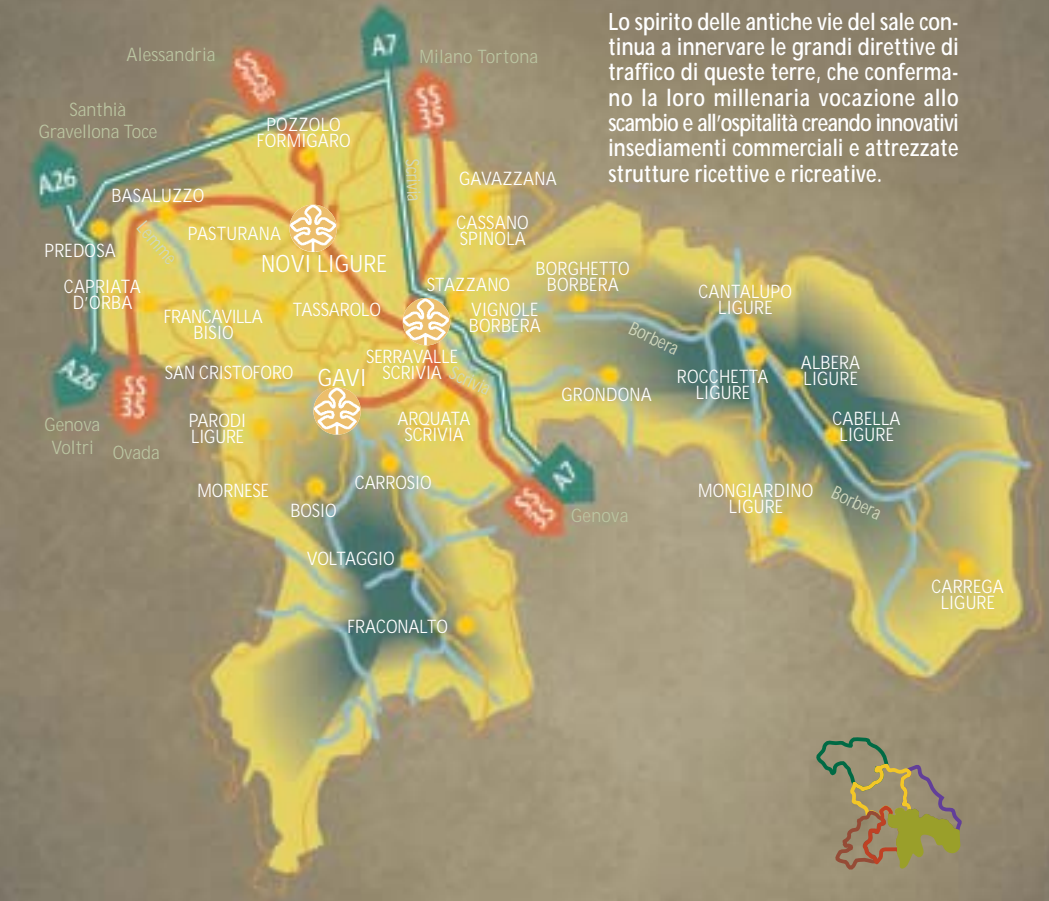 Lo spirito delle antiche vie del sale con-
tinua a innervare le grandi direttive di
traffico di queste terre, che conferma-
no la loro millenaria vocazione allo
scambio e all'ospitalità creando innovativi
insediamenti commerciali e attrezzate
strutture ricettive e ricreative.
A7
Alessandria
Milano Tortona
SS
35
Santhià
Gravellona Toce
POZZOLO
FORMIGARO
A26
Scrivia
GAVAZZANA
BASALUZZO
CASSANO
SPINOLA
PASTURANA
PREDOSA
NOVI LIGURE
CAPRIATA
D'ORBA
STAZZANO
BORGHETTO
BORBERA
CANTALUPO
LIGURE
FRANCAVILLA
BISIO
TASSAROLO
VIGNOLE
BORBERA
Borbera
SERRAVALLE
SCRIVIA
ALBERA
LIGURE
A26
SS
35
SAN CRISTOFORO
GAVI
ROCCHETTA
LIGURE
GRONDONA
Genova
Voltri
Ovada
PARODI
LIGURE
ARQUATA
SCRIVIA
CABELLA
LIGURE
MORNESE
BOSIO
CARROSIO
A7
Genova
MONGIARDINO
LIGURE
Borbera
VOLTAGGIO
CARREGA
LIGURE
FRACONALTO